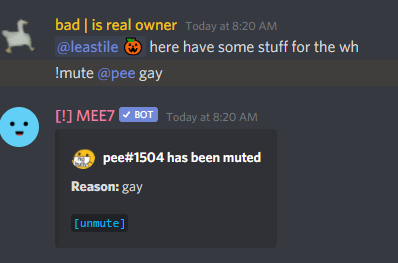 bad | is real owner Today at 8:20 AM
@leastile 🎃 here have some stuff for the wh
!mute @pee gay
[!] MEE7 ✓ BOT Today at 8:20 AM
pee#1504 has been muted
Reason: gay
[unmute]